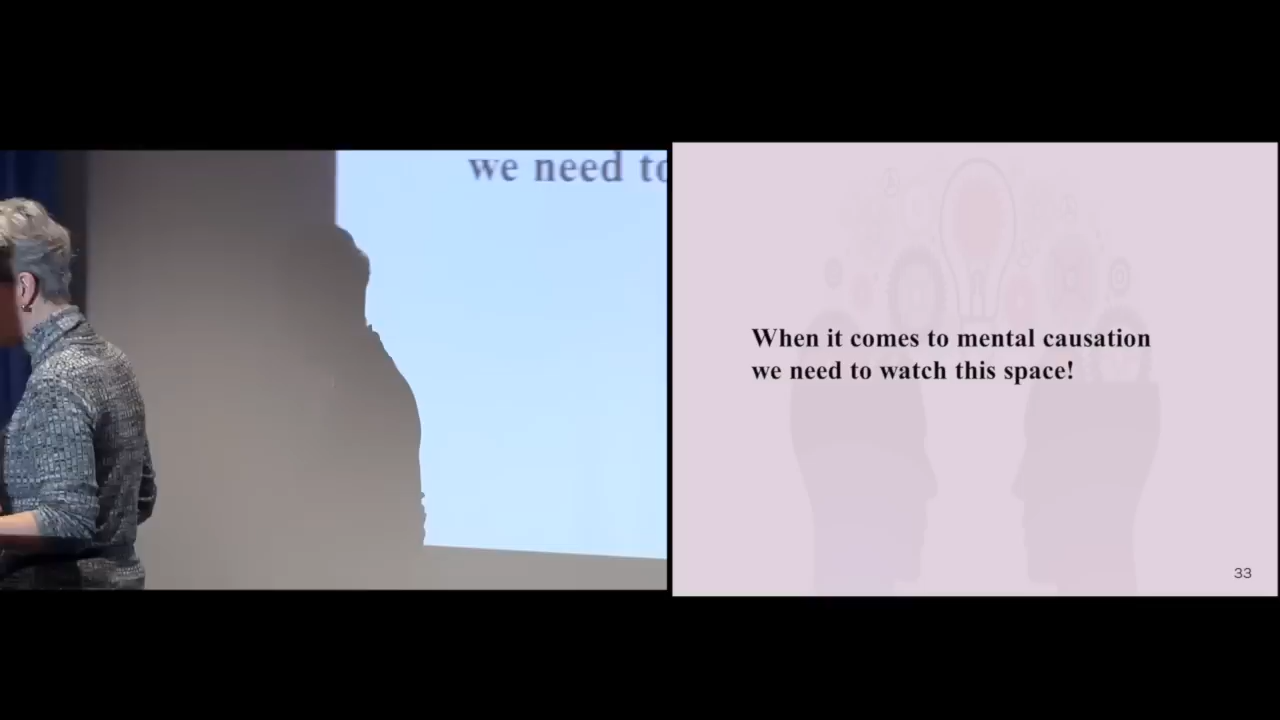 we need to
When it comes to mental causation
we need to watch this space!
33